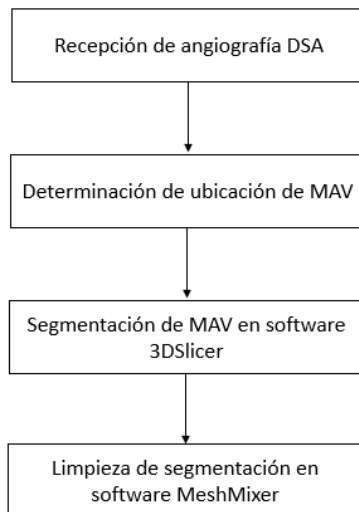 Recepción de angiografía DSA
Determinación de ubicación de MAV
Segmentación de MAV en software
3DSlicer
Limpieza de segmentación en
software MeshMixer